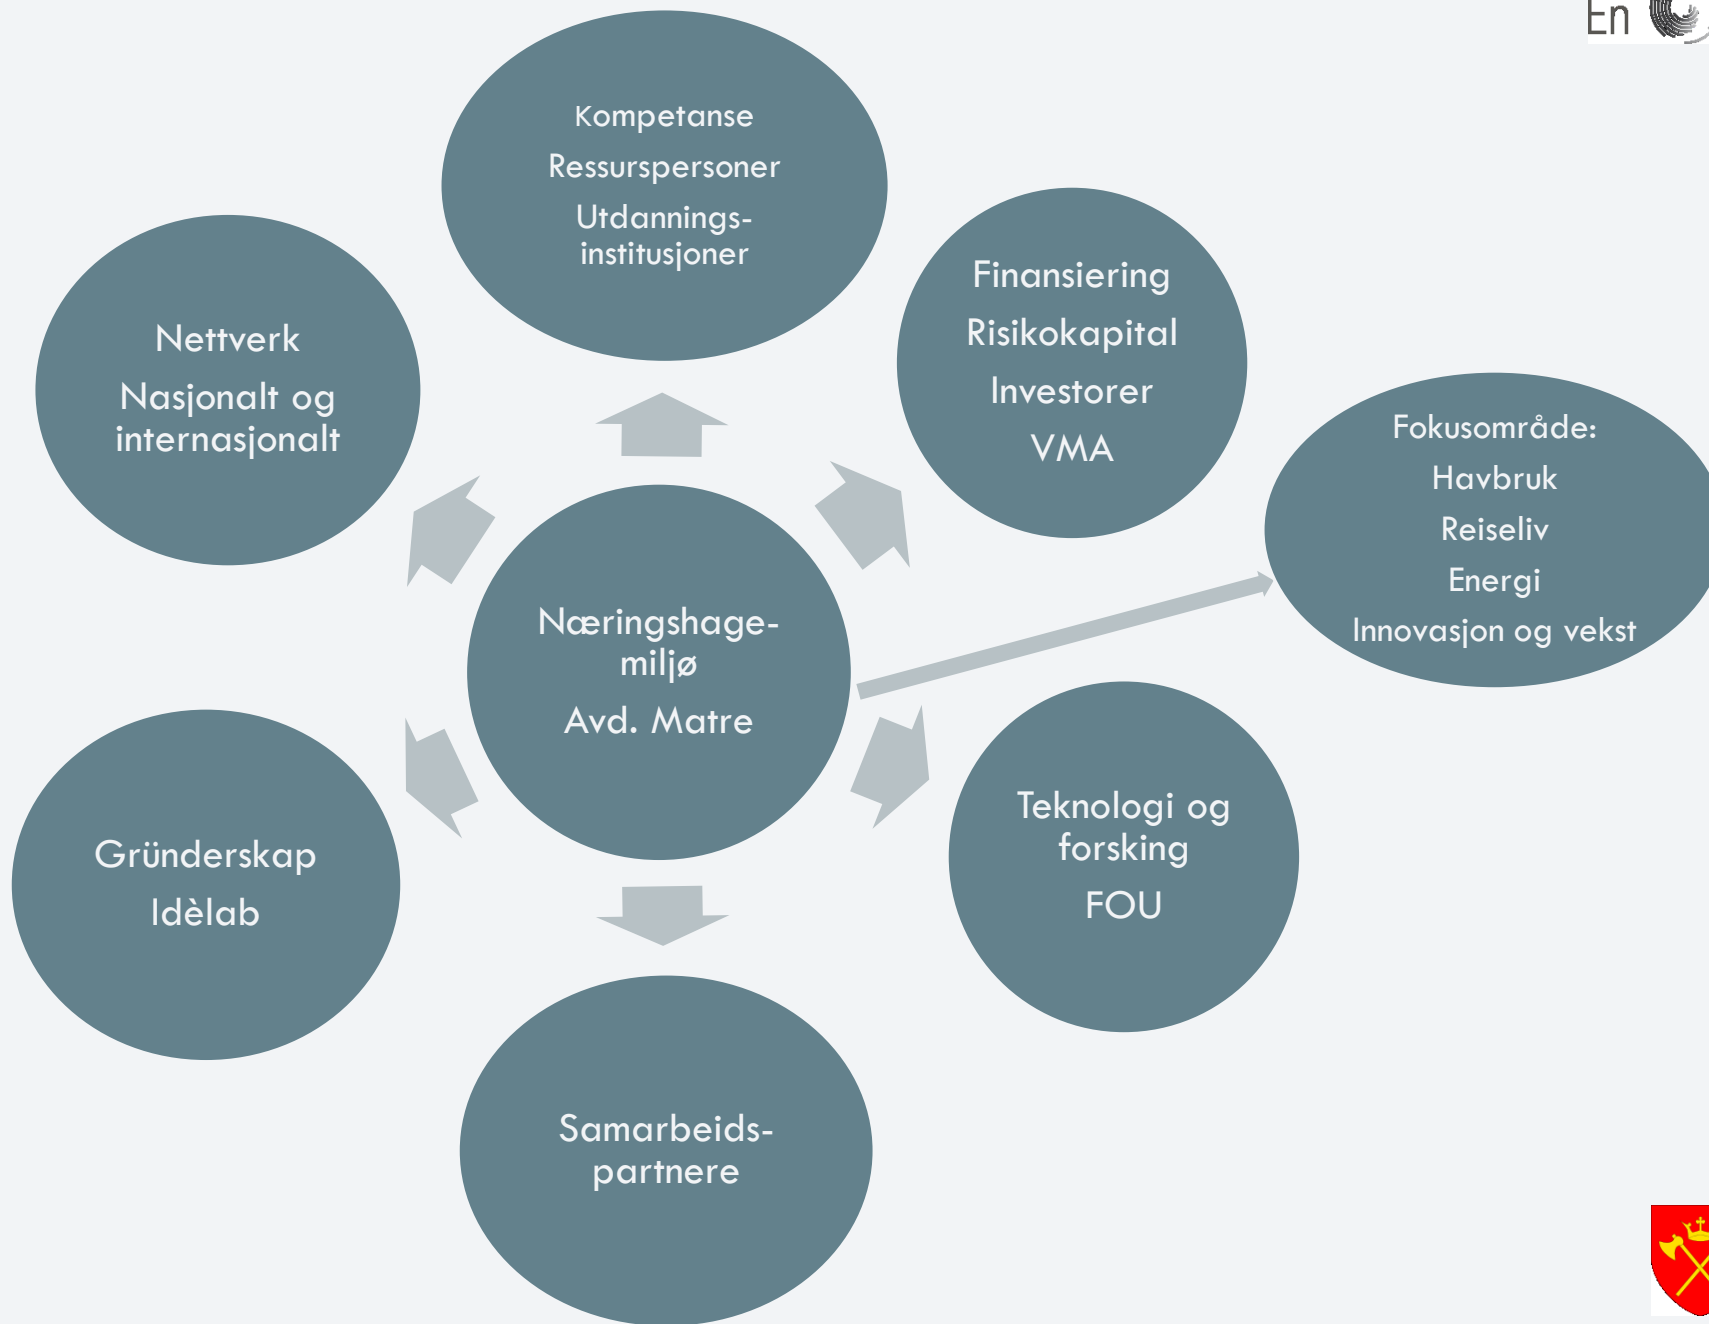 En
Kompetanse
Ressurspersoner
Utdannings-
institusjoner
Finansiering
Risikokapital
Investorer
VMA
Nettverk
Nasjonalt og
internasjonalt
Fokusområde:
Havbruk
Reiseliv
Energi
Innovasjon og vekst
Næringshage-
miljø
Avd. Matre
Teknologi og
forsking
FOU
Gründerskap
Idèlab
Samarbeids-
partnere